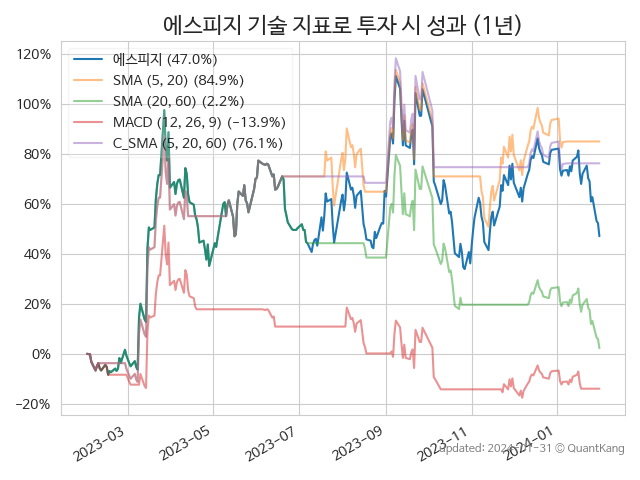 에스피지 기술 지표로 투자 시 성과 (1년)
120%
100%
80%
60%
40%
20%
0%
−20%
에스피지 (47.0%)
SMA (5, 20) (84.9%)
SMA (20, 60) (2.2%)
MACD (12, 26, 9) (−13.9%)
C_SMA (5, 20, 60) (76.1%)
2023-03
2023-05
2023-07
2023-09
2023-11
2024-01
updated: 2024-01-31 © QuantKang